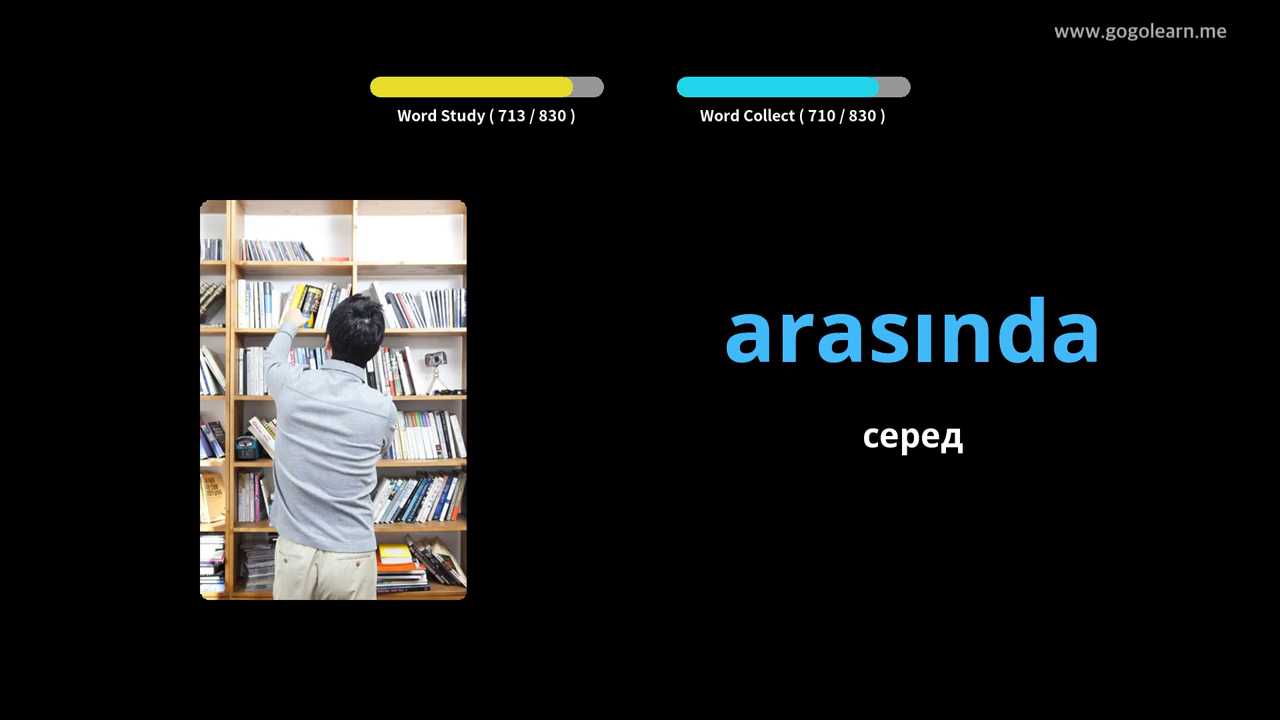 www.gogolearn.me
Word Study ( 713 / 830 )
Word Collect ( 710 / 830 )
arasında
серед